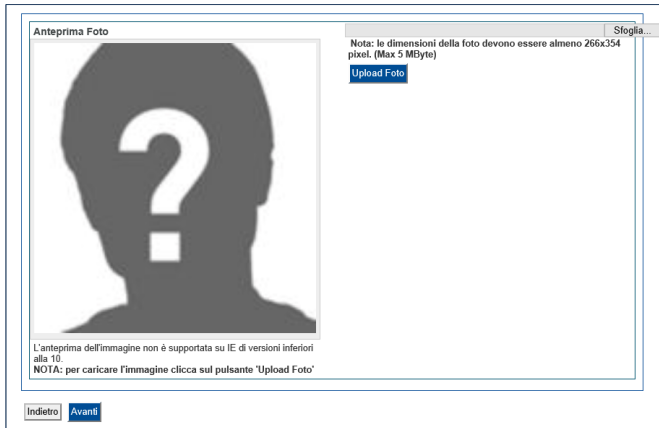 Anteprima Foto
Sfoglia...
Nota: le dimensioni della foto devono essere almeno 266x354
pixel. (Max 5 MByte)
Upload Foto
?
L'anteprima dell'immagine non è supportata su IE di versioni inferiori
alla 10.
NOTA: per caricare l'immagine clicca sul pulsante 'Upload Foto'
Indietro Avanti